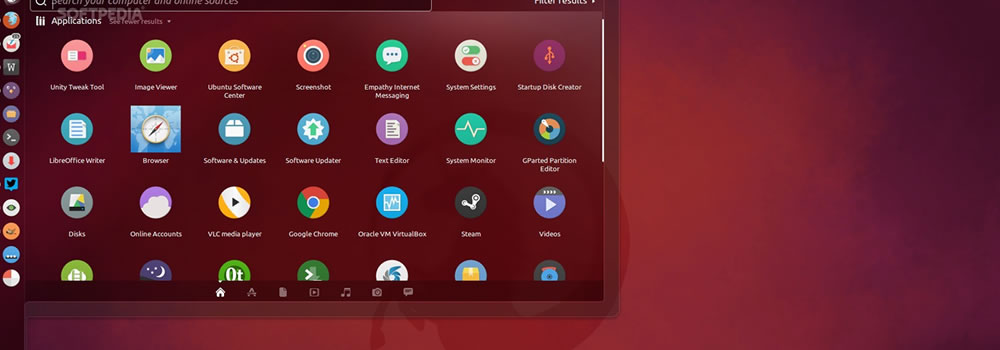 Search your computer and online sources
Filter results
SOFTPEDIA
Applications See fewer results
Unity Tweak Tool
Image Viewer
Ubuntu Software
Center
Screenshot
Empathy Internet
Messaging
System Settings
Startup Disk Creator
LibreOffice Writer
Browser
Software & Updates
Software Updater
Text Editor
System Monitor
GParted Partition
Editor
Disks
Online Accounts
VLC media player
Google Chrome
Oracle VM VirtualBox
Steam
Videos